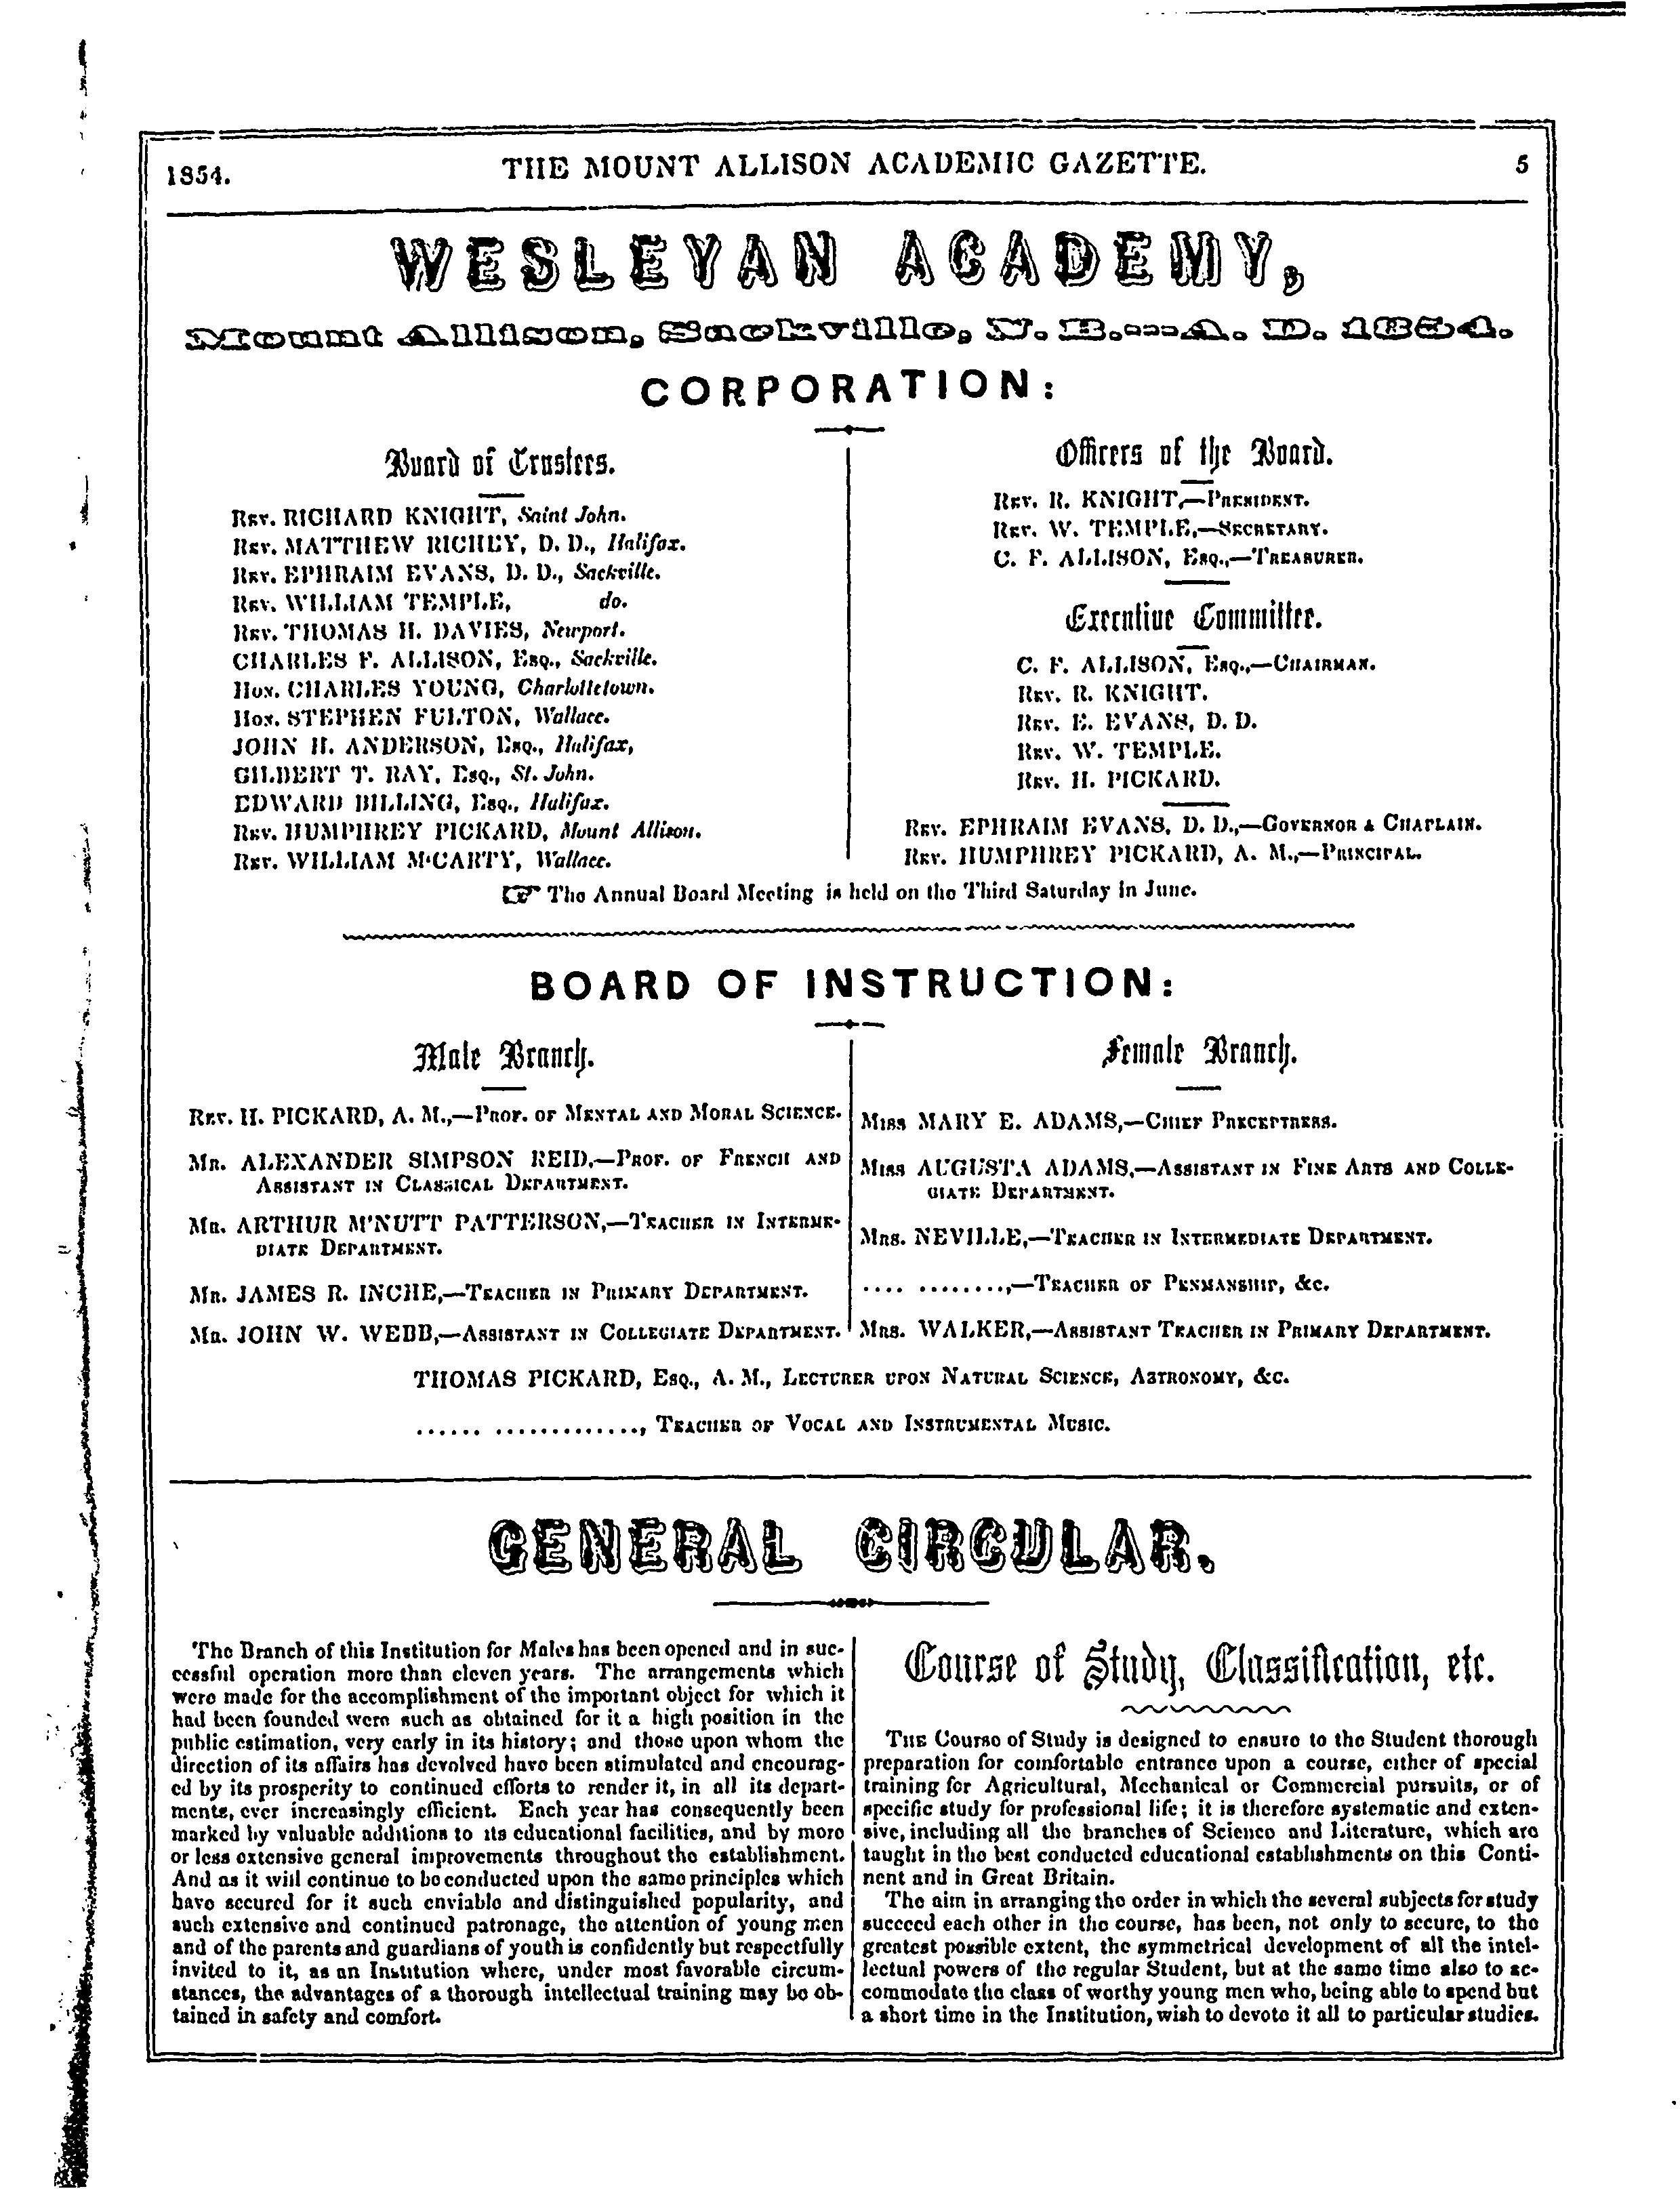 1854.
THE MOUNT ALLISON ACADEMIC GAZETTE.
5
WESLEYAN ACADEMY,
Mount Allison, Sackville, N. B.---A. D. 1854.
CORPORATION:
Board of Trustees.
Rev. RICHARD KNIGHT, Saint John.
Rev. MATTHEW RICHEY, D. D., Halifax.
Rev. EPHRAIM EVANS, D. D., Sackville.
Rev. WILLIAM TEMPLE, do.
Rev. THOMAS H. DAVIES, Newport.
CHARLES F. ALLISON, Esq., Sackville.
Hon. CHARLES YOUNG, Charlottetown.
Hon. STEPHEN FULTON, Wallace.
JOHN H. ANDERSON, Esq., Halifax,
GILBERT T. RAY, Esq., St. John.
EDWARD BILLING, Esq., Halifax.
Rev. HUMPHREY PICKARD, Mount Allison.
Rev. WILLIAM M'CARTY, Wallace.
Officers of the Board.
Rev. R. KNIGHT,—President.
Rev. W. TEMPLE,—Secretary.
C. F. ALLISON, Esq.,—Treasurer.
Executive Committee.
C. F. ALLISON, Esq.,—Chairman.
Rev. R. KNIGHT.
Rev. E. EVANS, D. D.
Rev. W. TEMPLE.
Rev. H. PICKARD.
Rev. EPHRAIM EVANS, D. D.,—Governor & Chaplain.
Rev. HUMPHREY PICKARD, A. M.,—Principal.
☞ The Annual Board Meeting is held on the Third Saturday in June.
BOARD OF INSTRUCTION:
Male Branch.
Rev. H. PICKARD, A. M.,—Prof. of Mental and Moral Science.
Mr. ALEXANDER SIMPSON REID,—Prof. of French and
Assistant in Classical Department.
Mr. ARTHUR M'NUTT PATTERSON,—Teacher in Interme-
diate Department.
Mr. JAMES R. INCHE,—Teacher in Primary Department.
Mr. JOHN W. WEBB,—Assistant in Collegiate Department.
Female Branch.
Miss MARY E. ADAMS,—Chief Preceptress.
Miss AUGUSTA ADAMS,—Assistant in Fine Arts and Colle-
giate Department.
Mrs. NEVILLE,—Teacher in Intermediate Department.
.... ........,—Teacher of Penmanship, &c.
Mrs. WALKER,—Assistant Teacher in Primary Department.
THOMAS PICKARD, Esq., A. M., Lecturer upon Natural Science, Astronomy, &c.
...... ............., Teacher of Vocal and Instrumental Music.
GENERAL CIRCULAR.
The Branch of this Institution for Males has been opened and in suc-
cessful operation more than eleven years. The arrangements which
were made for the accomplishment of the important object for which it
had been founded were such as obtained for it a high position in the
public estimation, very early in its history; and those upon whom the
direction of its affairs has devolved have been stimulated and encourag-
ed by its prosperity to continued efforts to render it, in all its depart-
ments, ever increasingly efficient. Each year has consequently been
marked by valuable additions to its educational facilities, and by more
or less extensive general improvements throughout the establishment.
And as it will continue to be conducted upon the same principles which
have secured for it such enviable and distinguished popularity, and
such extensive and continued patronage, the attention of young men
and of the parents and guardians of youth is confidently but respectfully
invited to it, as an Institution where, under most favorable circum-
stances, the advantages of a thorough intellectual training may be ob-
tained in safety and comfort.
Course of Study, Classification, etc.
The Course of Study is designed to ensure to the Student thorough
preparation for comfortable entrance upon a course, either of special
training for Agricultural, Mechanical or Commercial pursuits, or of
specific study for professional life; it is therefore systematic and exten-
sive, including all the branches of Science and Literature, which are
taught in the best conducted educational establishments on this Conti-
nent and in Great Britain.
The aim in arranging the order in which the several subjects for study
succeed each other in the course, has been, not only to secure, to the
greatest possible extent, the symmetrical development of all the intel-
lectual powers of the regular Student, but at the same time also to ac-
commodate the class of worthy young men who, being able to spend but
a short time in the Institution, wish to devote it all to particular studies.